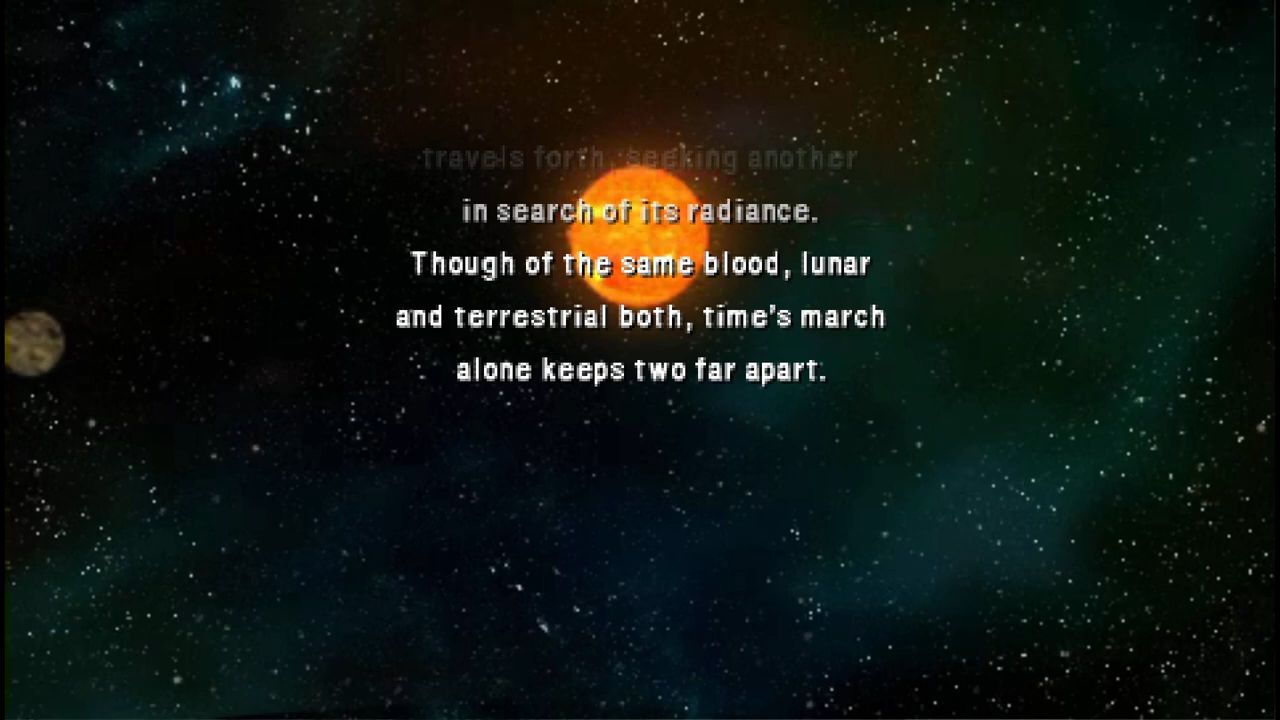 travels forth, seeking another
in search of its radiance.
Though of the same blood, lunar
and terrestrial both, time's march
alone keeps two far apart.